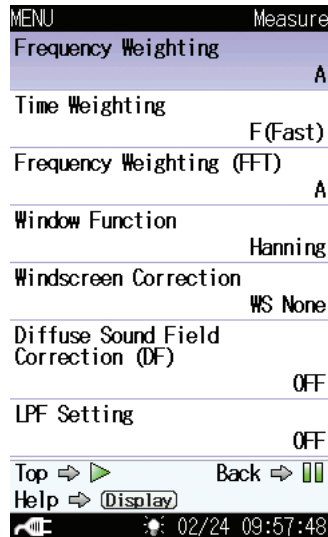 MENU Measure
Frequency Weighting
A
Time Weighting
F(Fast)
Frequency Weighting (FFT)
A
Window Function
Hanning
Windscreen Correction
WS None
Diffuse Sound Field
Correction (DF)
OFF
LPF Setting
OFF
Top ⇨ ▷ Back ⇨ ▯▯
Help ⇨ (Display)
02/24 09:57:48